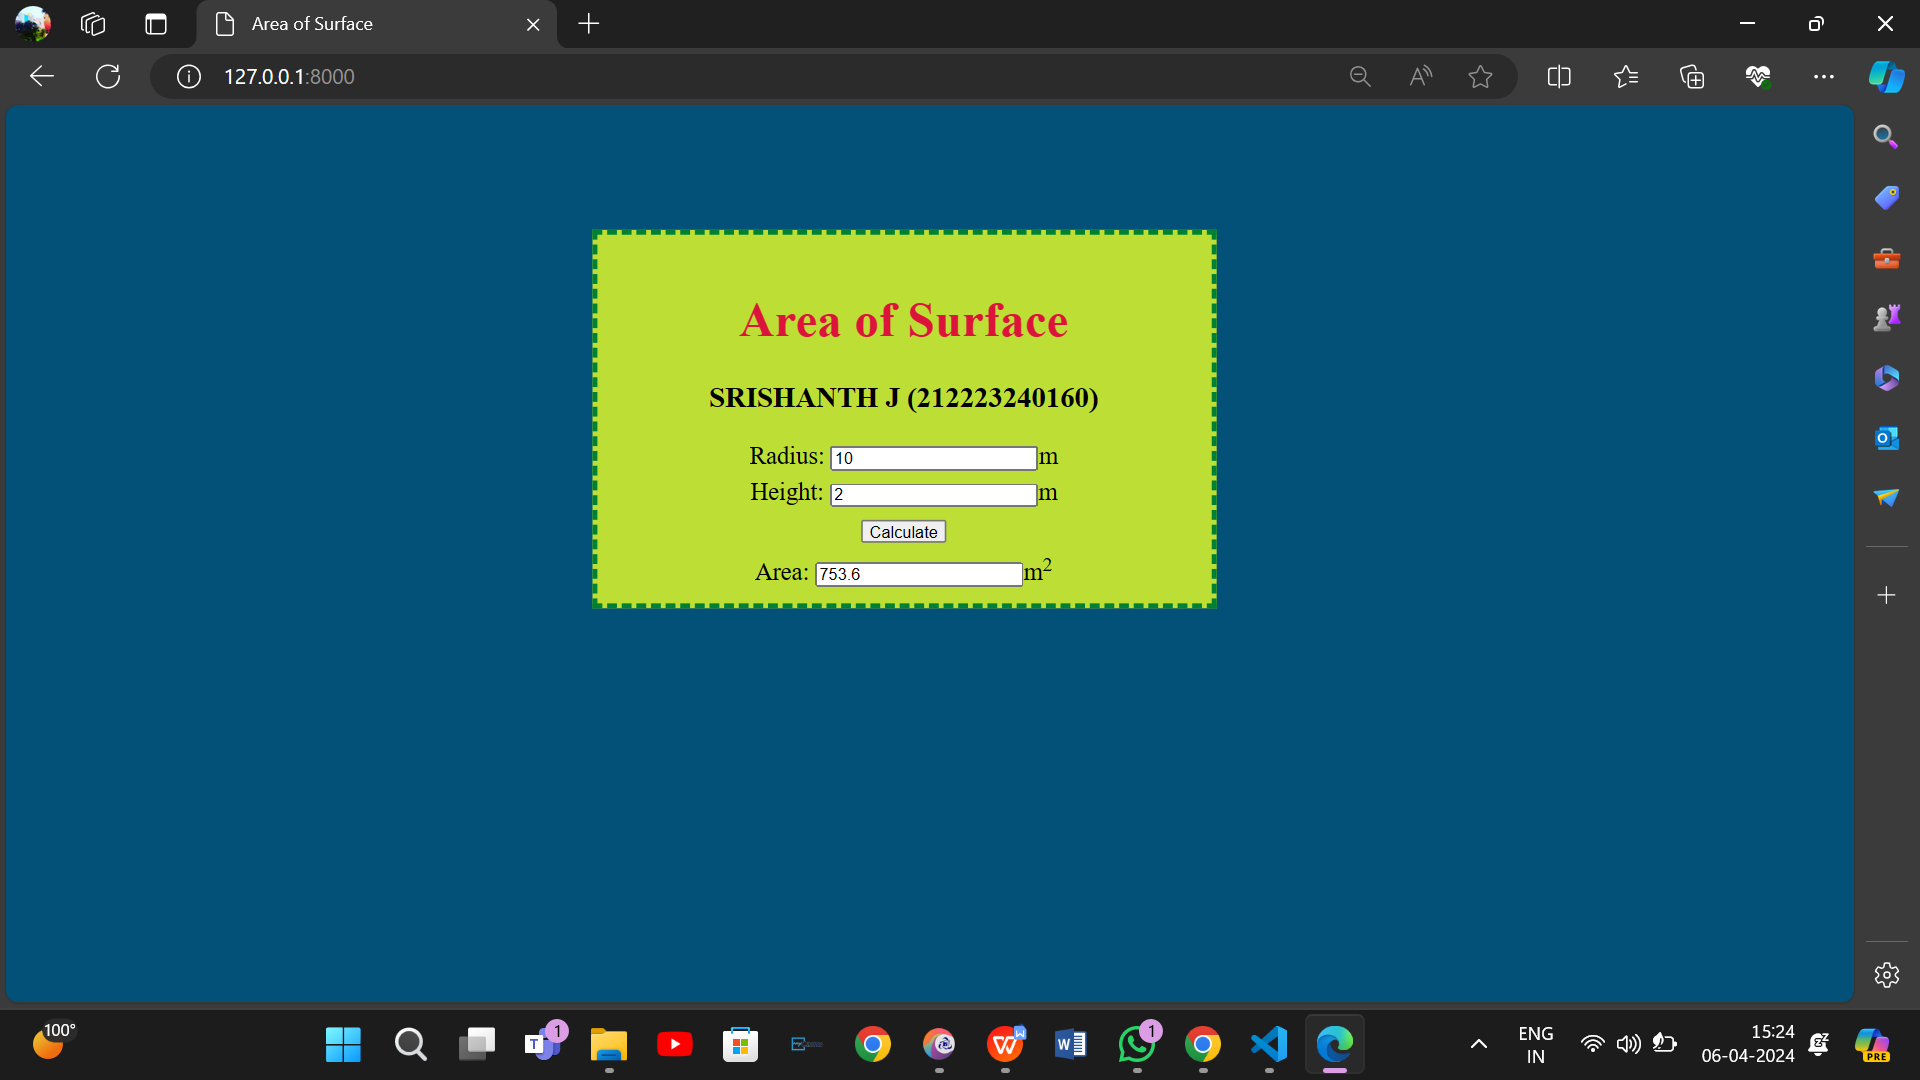 Area of Surface
127.0.0.1:8000
Area of Surface
SRISHANTH J (212223240160)
Radius: 10 m
Height: 2 m
Calculate
Area: 753.6 m²
100°
1
1
ENG
IN
15:24
06-04-2024
PRE